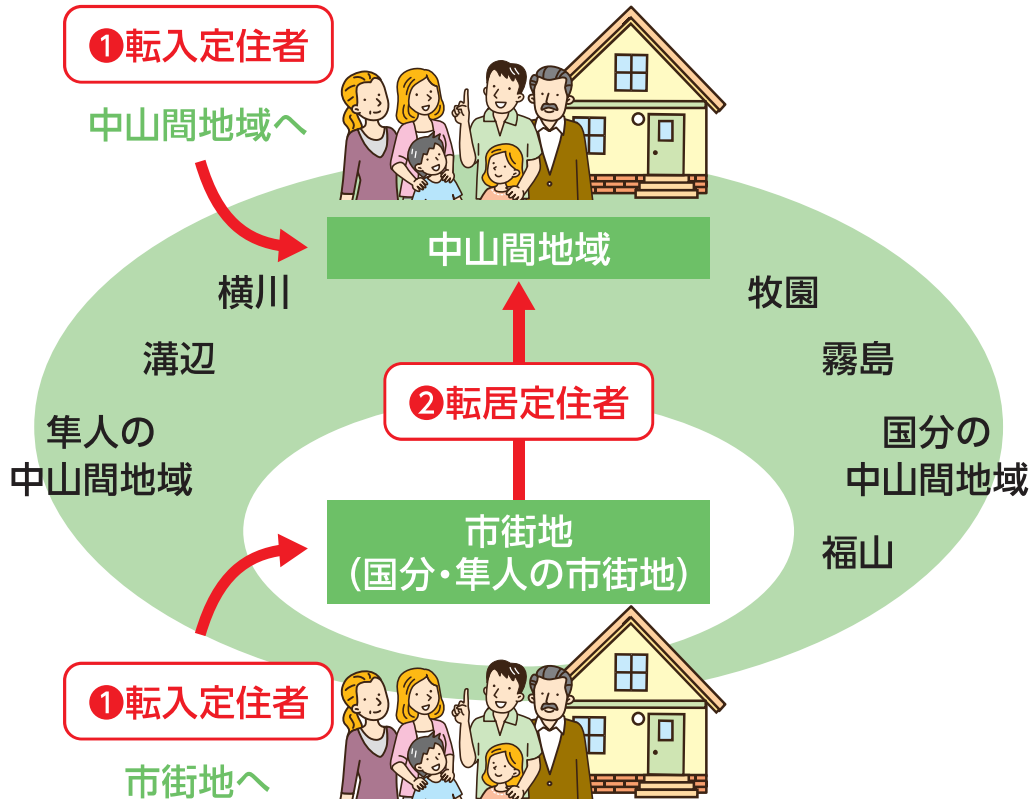 ❶転入定住者
中山間地域へ
中山間地域
横川
牧園
溝辺
霧島
隼人の
中山間地域
国分の
中山間地域
❷転居定住者
市街地
(国分・隼人の市街地)
福山
❶転入定住者
市街地へ